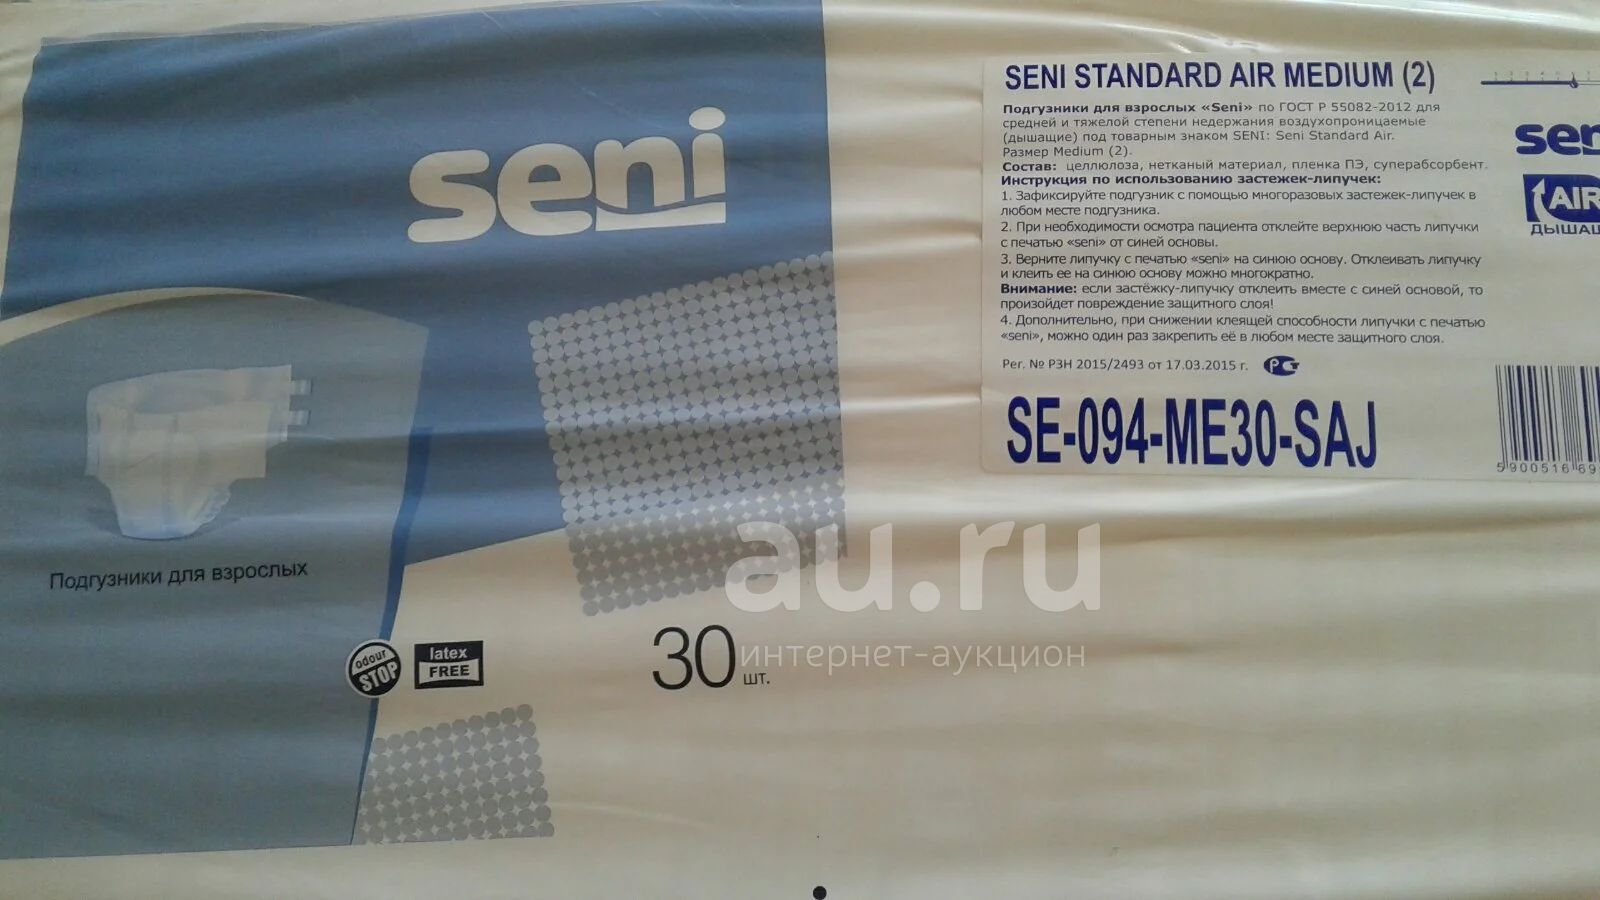 seni
Подгузники для взрослых
odour
STOP
latex
FREE
30 шт.
SENI STANDARD AIR MEDIUM (2)
Подгузники для взрослых «Seni» по ГОСТ Р 55082-2012 для
средней и тяжелой степени недержания воздухопроницаемые
(дышащие) под товарным знаком SENI: Seni Standard Air.
Размер Medium (2).
Состав: целлюлоза, нетканый материал, пленка ПЭ, суперабсорбент.
Инструкция по использованию застежек-липучек:
1. Зафиксируйте подгузник с помощью многоразовых застежек-липучек в
любом месте подгузника.
2. При необходимости осмотра пациента отклейте верхнюю часть липучки
с печатью «seni» от синей основы.
3. Верните липучку с печатью «seni» на синюю основу. Отклеивать липучку
и клеить ее на синюю основу можно многократно.
Внимание: если застёжку-липучку отклеить вместе с синей основой, то
произойдет повреждение защитного слоя!
4. Дополнительно, при снижении клеящей способности липучки с печатью
«seni», можно один раз закрепить её в любом месте защитного слоя.
Рег. № РЗН 2015/2493 от 17.03.2015 г. РСТ
SE-094-ME30-SAJ
sen
AIR
ДЫШАЩ
5 900516 69
au.ru
интернет-аукцион